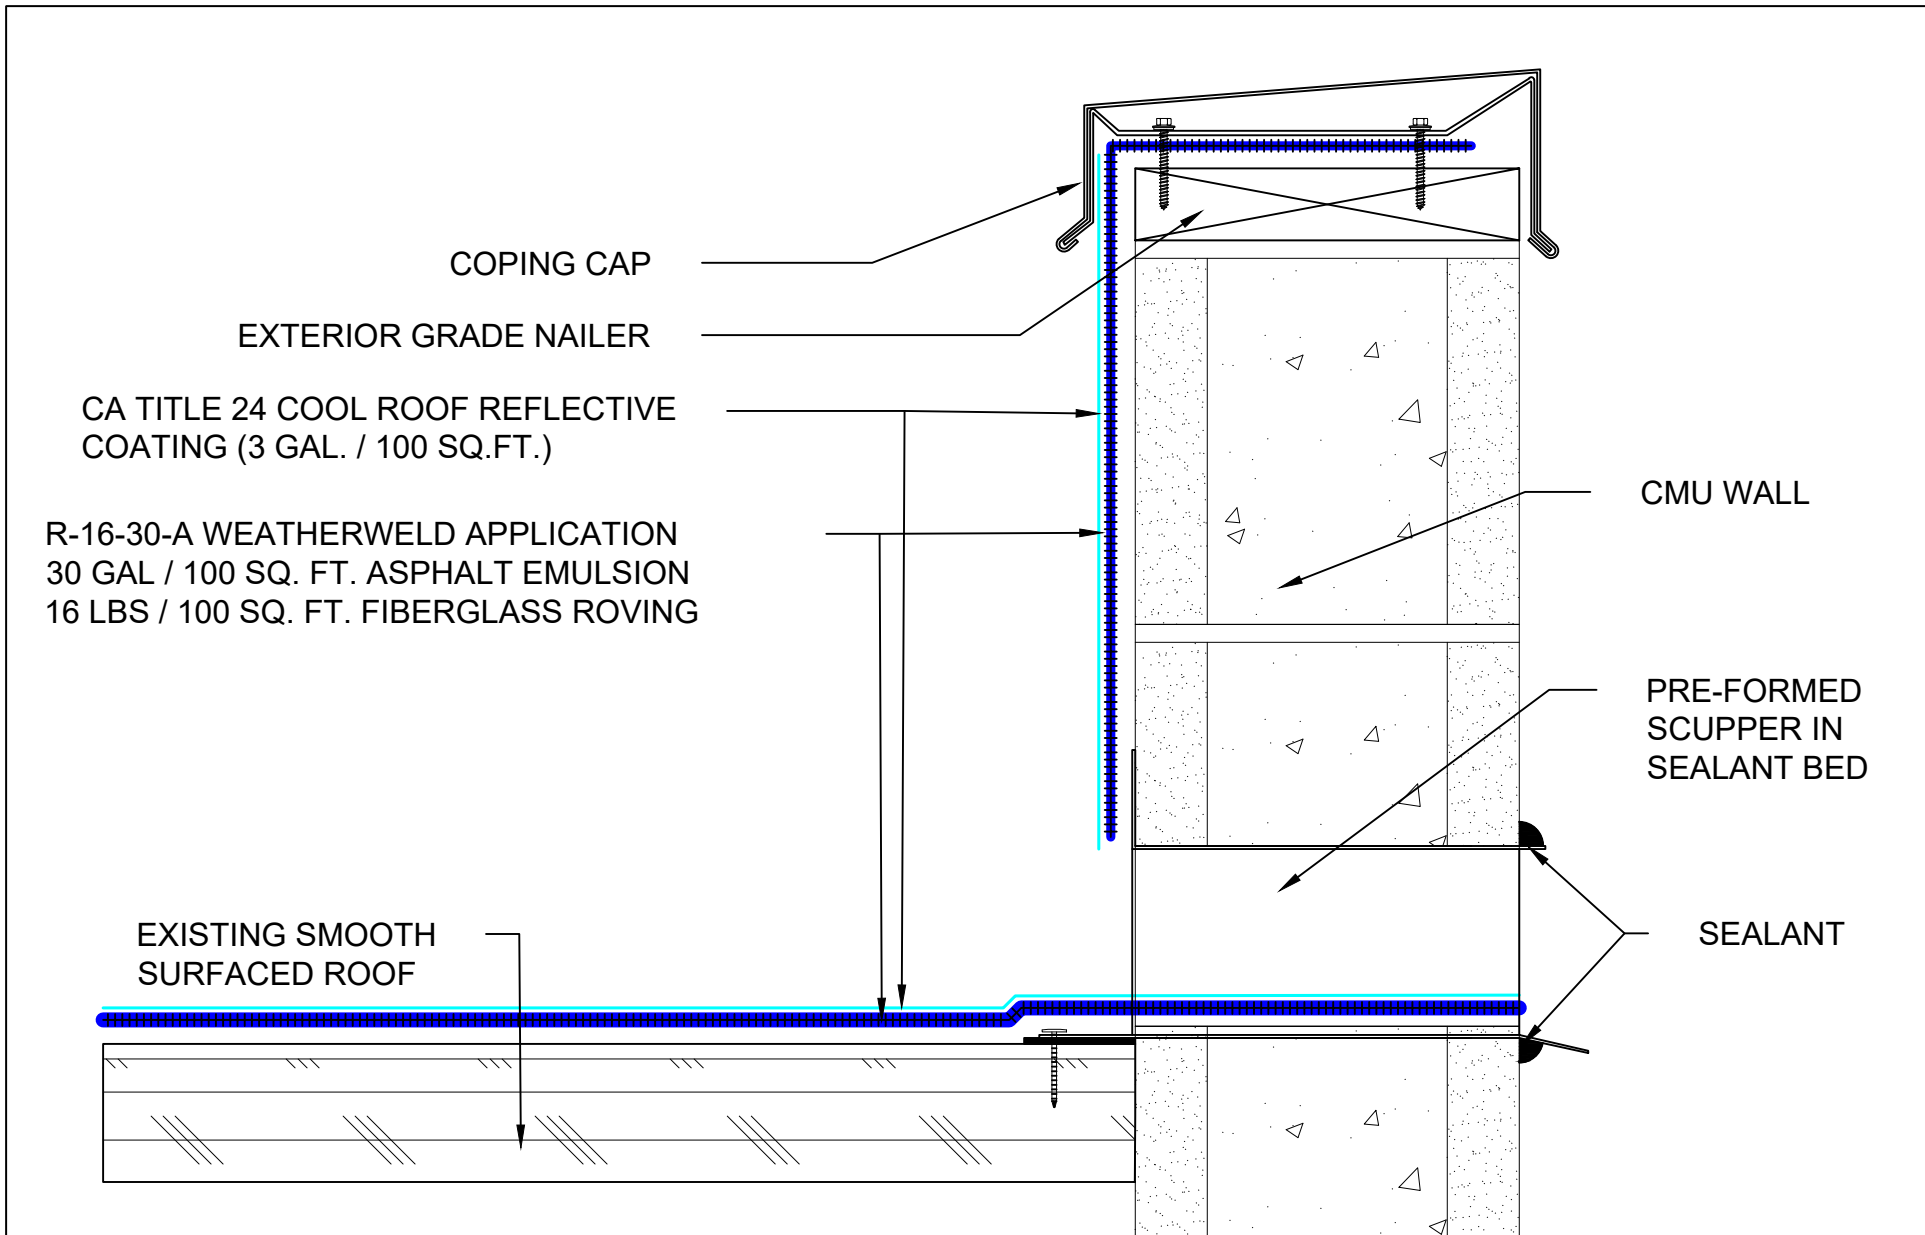 COPING CAP
EXTERIOR GRADE NAILER
CA TITLE 24 COOL ROOF REFLECTIVE
COATING (3 GAL. / 100 SQ.FT.)
R-16-30-A WEATHERWELD APPLICATION
30 GAL / 100 SQ. FT. ASPHALT EMULSION
16 LBS / 100 SQ. FT. FIBERGLASS ROVING
CMU WALL
PRE-FORMED
SCUPPER IN
SEALANT BED
EXISTING SMOOTH
SURFACED ROOF
SEALANT